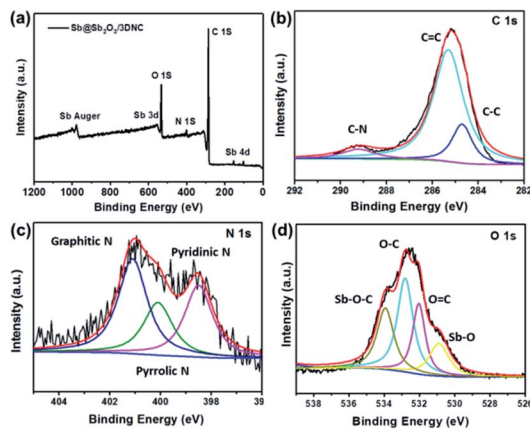 (a)
Sb@Sb₂O₃/3DNC
C 1S
O 1S
Sb 3d
Sb Auger
N 1S
Sb 4d
Intensity (a.u.)
1200 1000 800 600 400 200 0
Binding Energy (eV)
(b)
C 1s
C=C
C-C
C-N
Intensity (a.u.)
292 290 288 286 284 282
Binding Energy (eV)
(c)
N 1s
Graphitic N
Pyridinic N
Pyrrolic N
Intensity (a.u.)
404 402 400 398 39
Binding Energy (eV)
(d)
O 1s
O-C
Sb-O-C
O=C
Sb-O
Intensity (a.u.)
538 536 534 532 530 528 526
Binding Energy (eV)